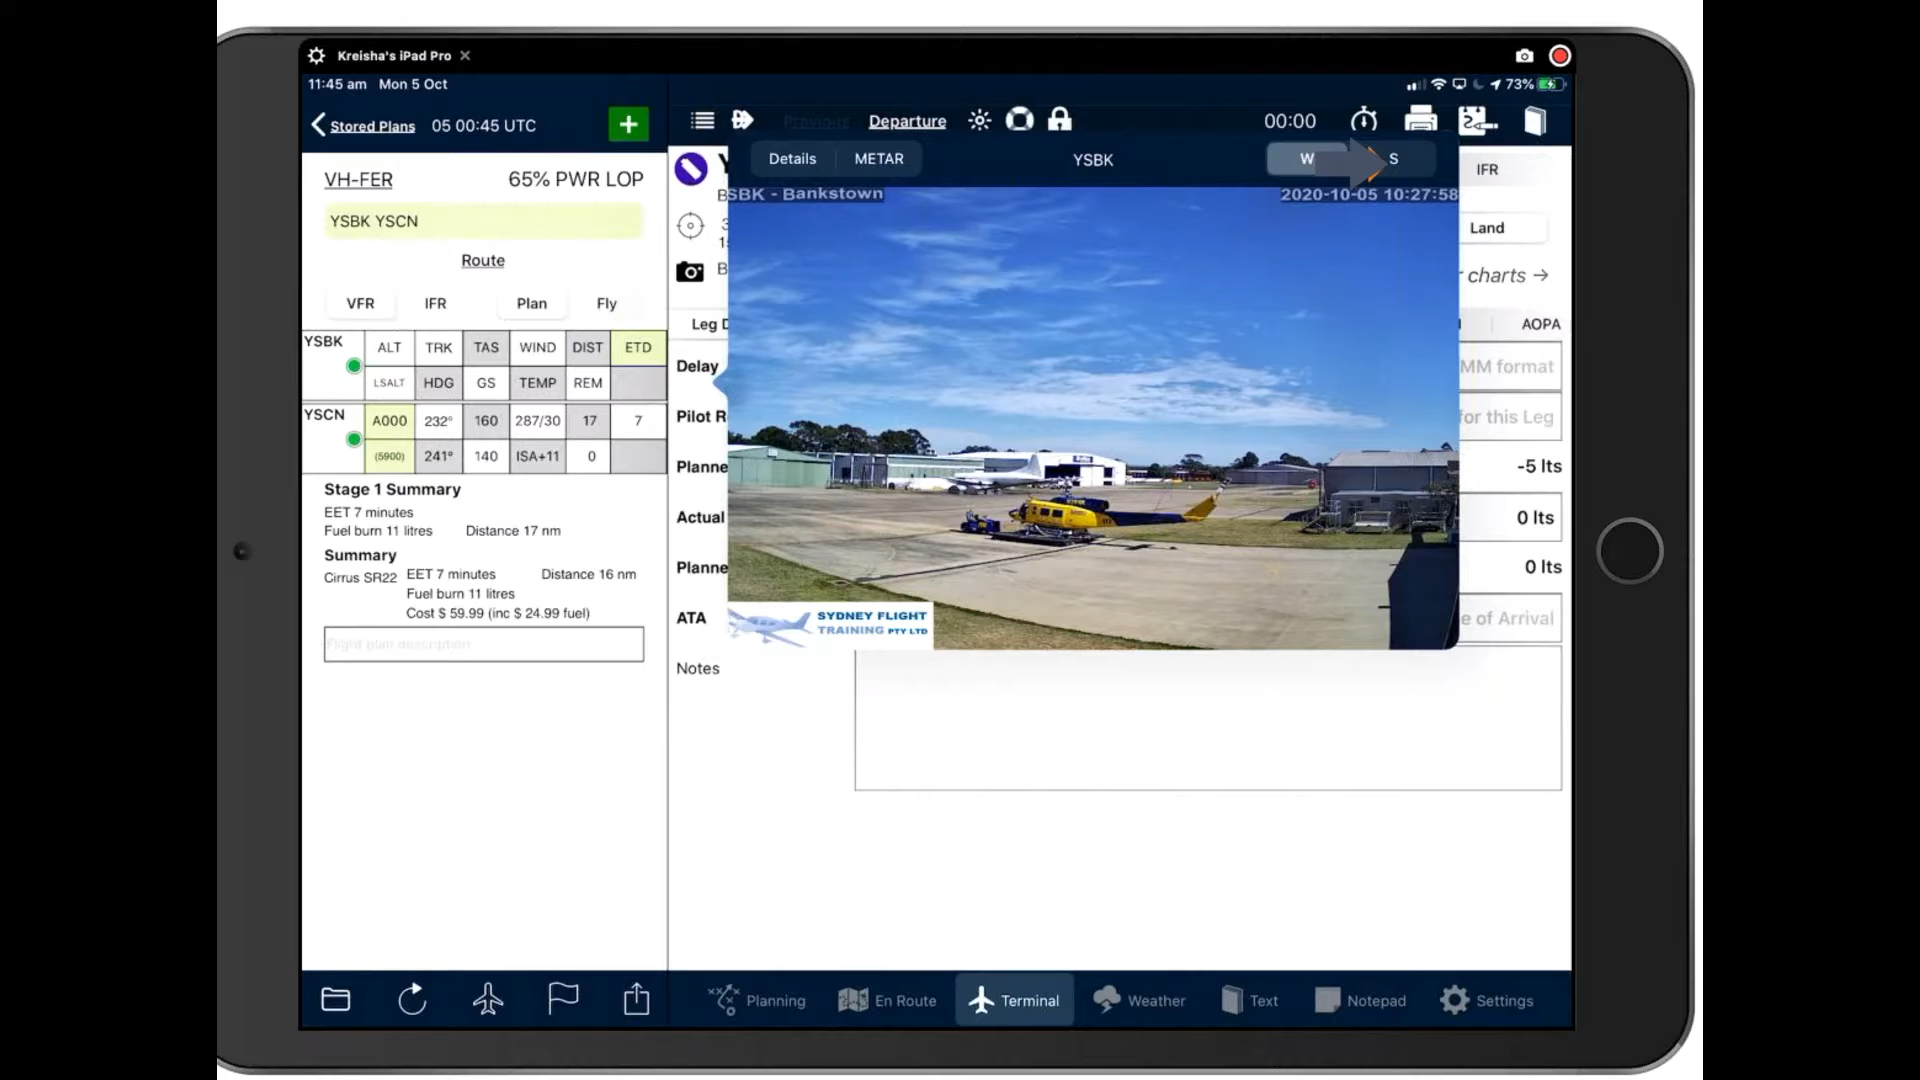 Kreisha's iPad Pro
11:45 am Mon 5 Oct
73%
Stored Plans 05 00:45 UTC
Previous Departure
00:00
VH-FER 65% PWR LOP
YSBK YSCN
Route
VFR IFR Plan Fly
YSBK ALT TRK TAS WIND DIST ETD
LSALT HDG GS TEMP REM
YSCN A000 232° 160 287/30 17 7
(5900) 241° 140 ISA+11 0
Stage 1 Summary
EET 7 minutes
Fuel burn 11 litres Distance 17 nm
Summary
Cirrus SR22 EET 7 minutes Distance 16 nm
Fuel burn 11 litres
Cost $ 59.99 (inc $ 24.99 fuel)
Flight plan description
Details METAR YSBK W S
SBK - Bankstown 2020-10-05 10:27:58
SYDNEY FLIGHT
TRAINING PTY LTD
IFR
Land
charts →
Leg D
AOPA
Delay MM format
Pilot R for this Leg
Planne -5 lts
Actual 0 lts
Planne 0 lts
ATA e of Arrival
Notes
Planning En Route Terminal Weather Text Notepad Settings